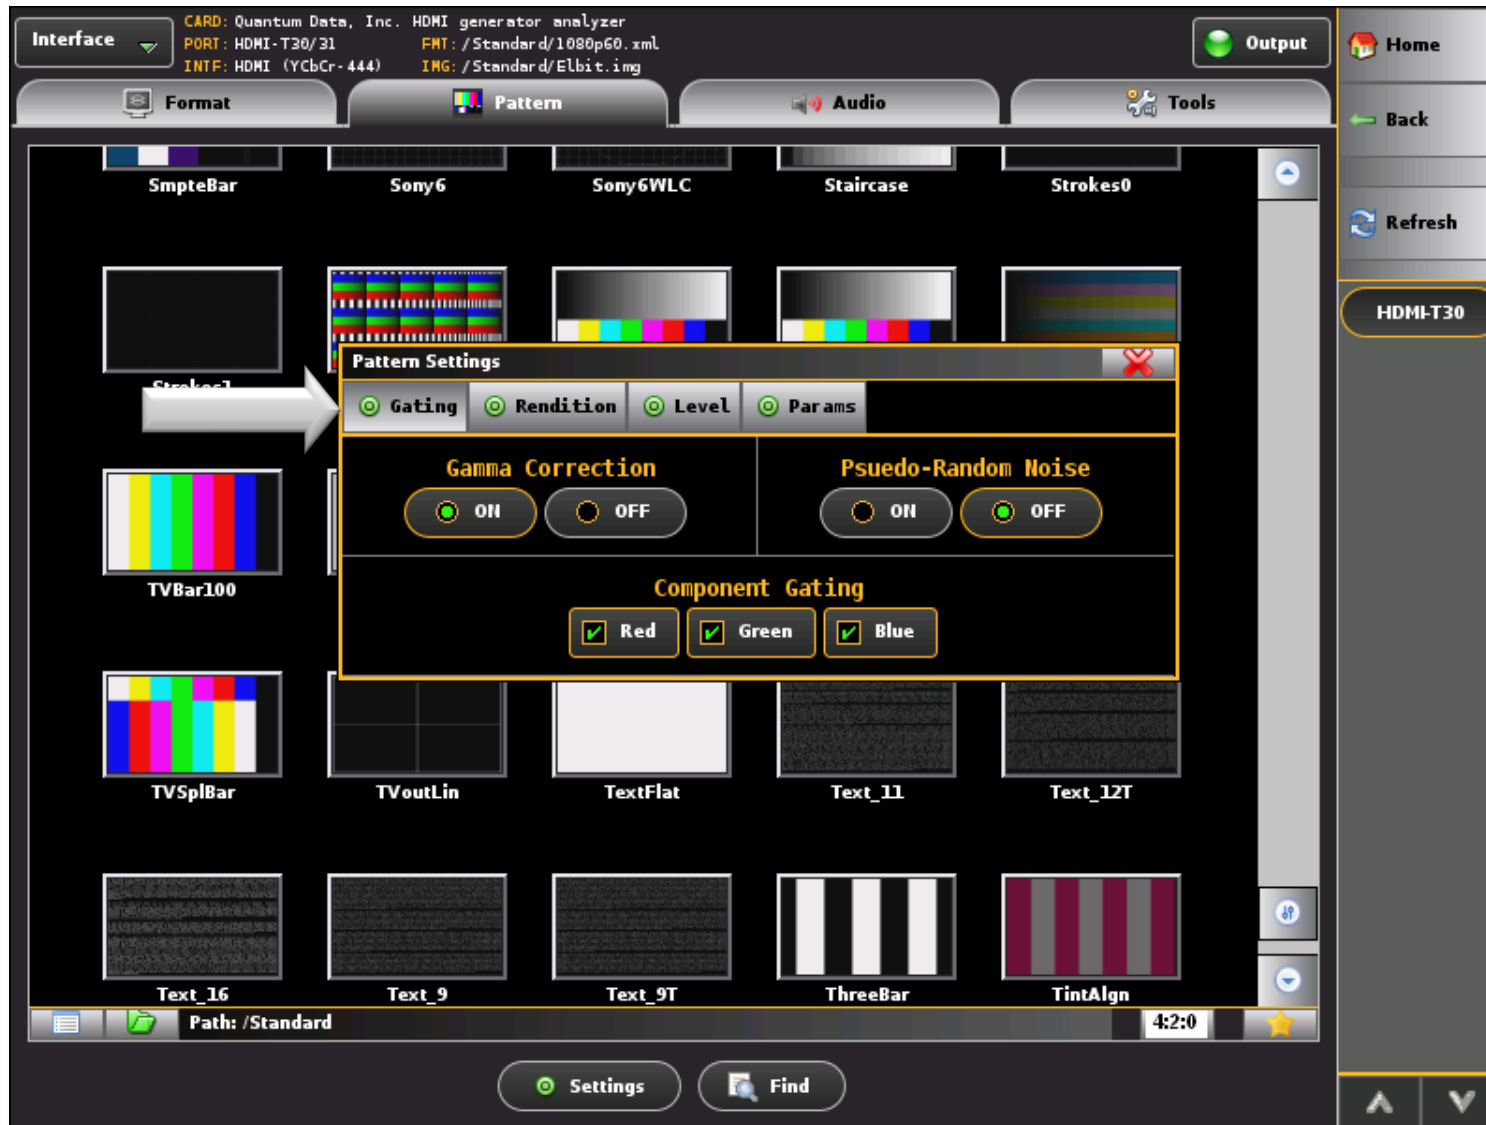 Interface
CARD: Quantum Data, Inc. HDMI generator analyzer
PORT: HDMI-T30/31 FMT: /Standard/1080p60.xml
INTF: HDMI (YCbCr-444) IMG: /Standard/Elbit.img
Output
Home
Format
Pattern
Audio
Tools
Back
SmpteBar
Sony6
Sony6WLC
Staircase
Strokes0
Refresh
HDMI-T30
Pattern Settings
Strokes1
Gating
Rendition
Level
Params
Gamma Correction
Psuedo-Random Noise
ON
OFF
ON
OFF
Component Gating
TVBar100
Red
Green
Blue
TVSplBar
TVoutLin
TextFlat
Text_11
Text_12T
Text_16
Text_9
Text_9T
ThreeBar
TintAlgn
Path: /Standard
4:2:0
Settings
Find